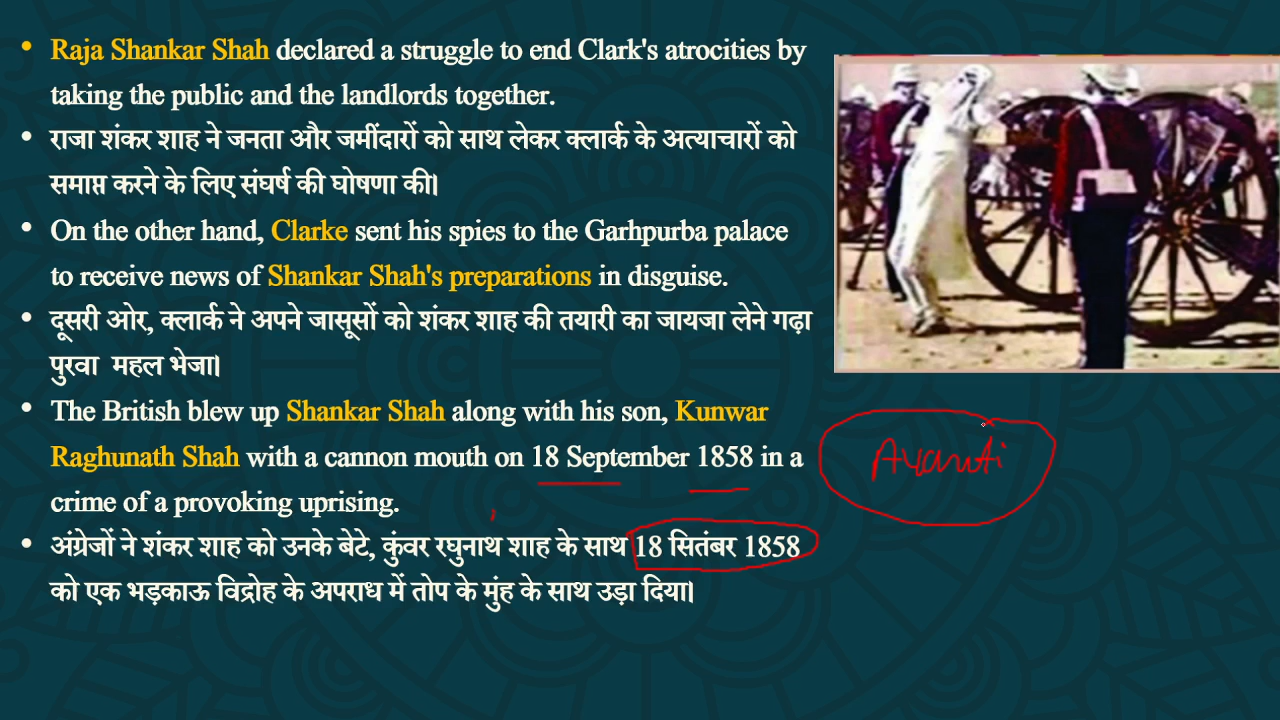 Raja Shankar Shah declared a struggle to end Clark's atrocities by
taking the public and the landlords together.
राजा शंकर शाह ने जनता और जमींदारों को साथ लेकर क्लार्क के अत्याचारों को
समाप्त करने के लिए संघर्ष की घोषणा की।
On the other hand, Clarke sent his spies to the Garhpurba palace
to receive news of Shankar Shah's preparations in disguise.
दूसरी ओर, क्लार्क ने अपने जासूसों को शंकर शाह की तयारी का जायजा लेने गढ़ा
पुरवा महल भेजा।
The British blew up Shankar Shah along with his son, Kunwar
Raghunath Shah with a cannon mouth on 18 September 1858 in a
crime of a provoking uprising.
अंग्रेजों ने शंकर शाह को उनके बेटे, कुंवर रघुनाथ शाह के साथ 18 सितंबर 1858
को एक भड़काऊ विद्रोह के अपराध में तोप के मुंह के साथ उड़ा दिया।
Avanti